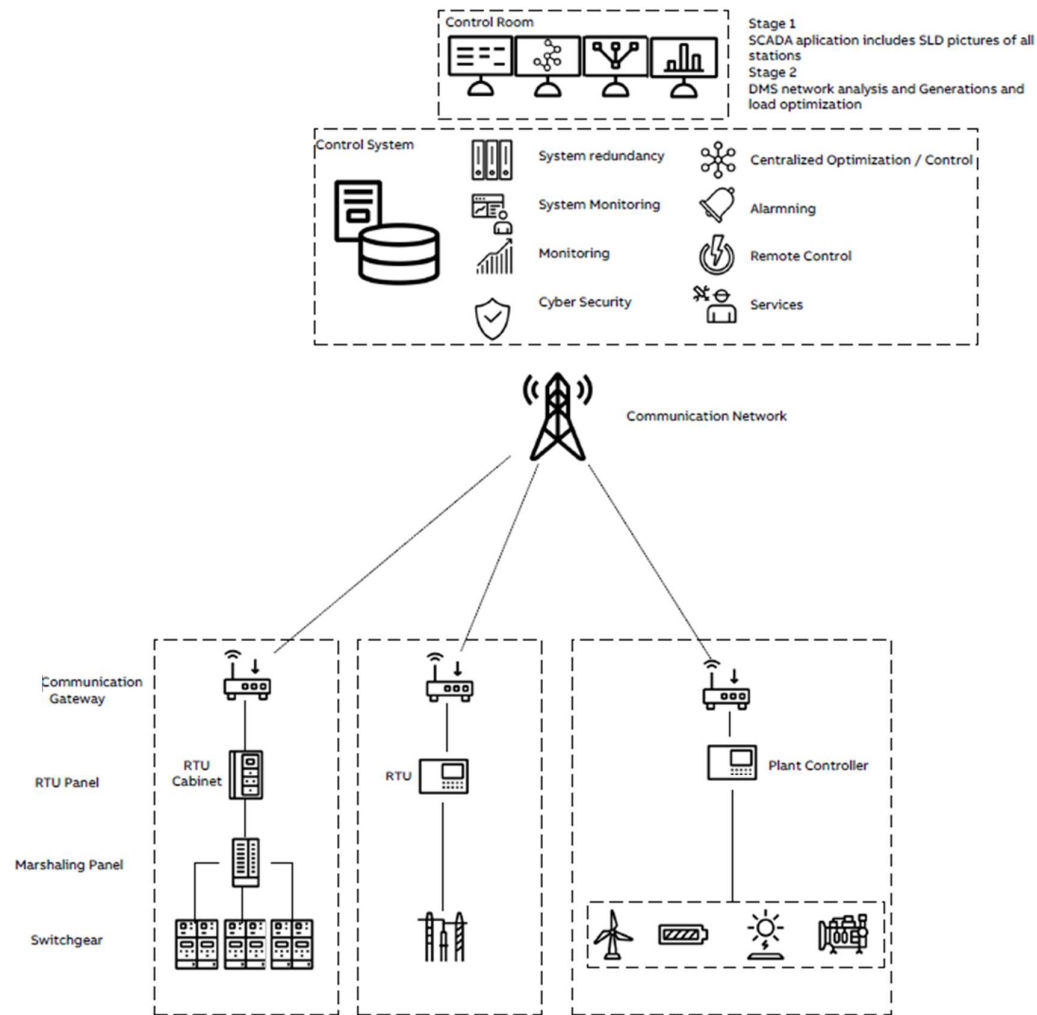 Control Room
Stage 1
SCADA aplication includes SLD pictures of all
stations
Stage 2
DMS network analysis and Generations and
load optimization
Control System
System redundancy
Centralized Optimization / Control
System Monitoring
Alarmning
Monitoring
Remote Control
Cyber Security
Services
Communication Network
Communication
Gateway
RTU Panel
RTU
Cabinet
RTU
Plant Controller
Marshaling Panel
Switchgear